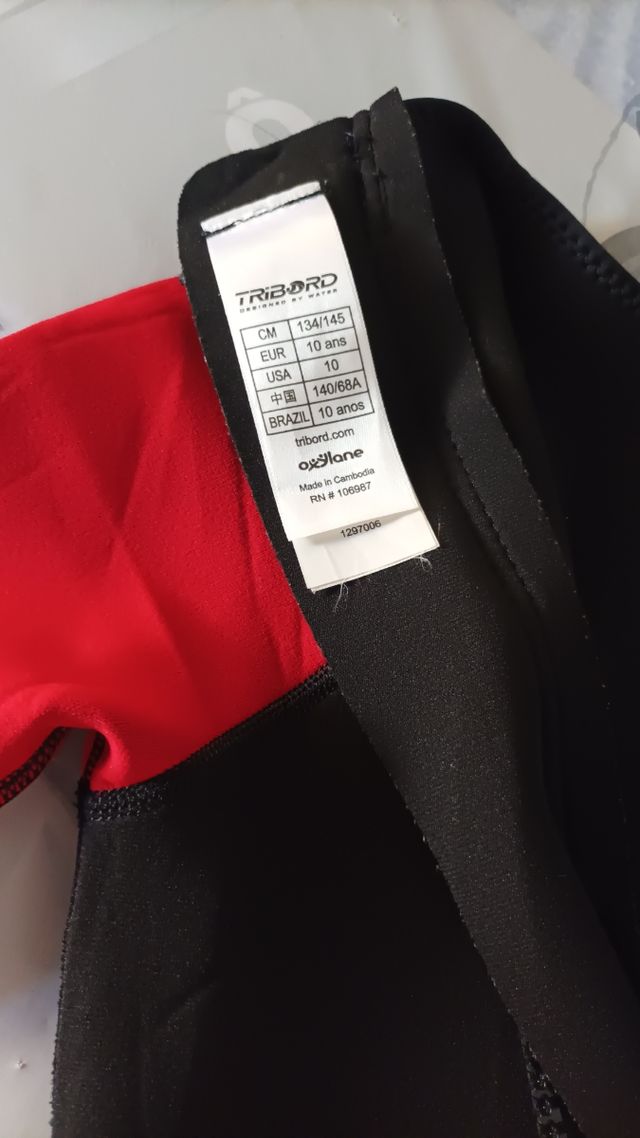 TRIBORD
DESIGNED BY WATER
CM 134/145
EUR 10 ans
USA 10
中国 140/68A
BRAZIL 10 anos
tribord.com
oxylane
Made in Cambodia
RN # 106987
1297006